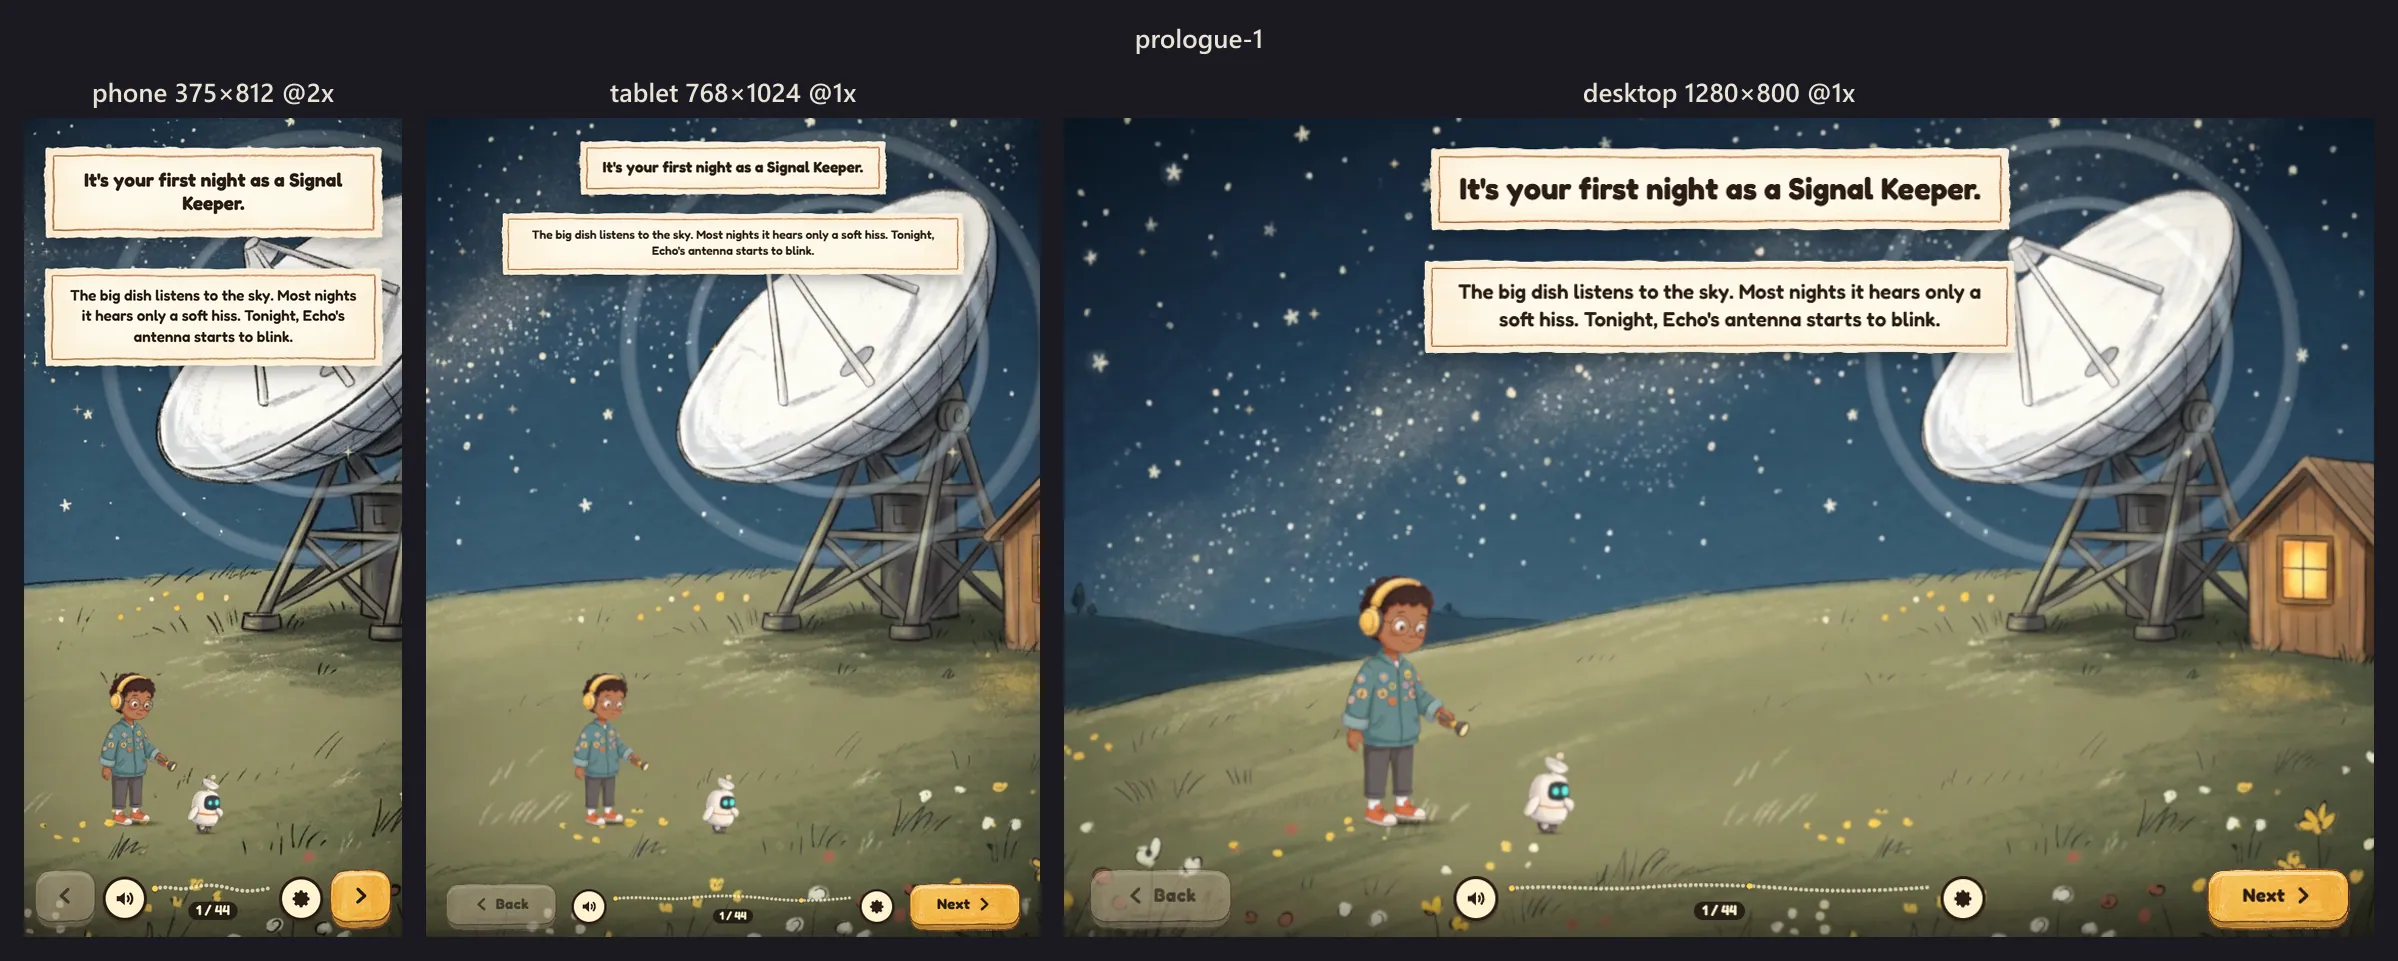 prologue-1
phone 375×812 @2x
It's your first night as a Signal
Keeper.
The big dish listens to the sky. Most nights
it hears only a soft hiss. Tonight, Echo's
antenna starts to blink.
1 / 44
tablet 768×1024 @1x
It's your first night as a Signal Keeper.
The big dish listens to the sky. Most nights it hears only a soft hiss. Tonight,
Echo's antenna starts to blink.
Back
1 / 44
Next
desktop 1280×800 @1x
It's your first night as a Signal Keeper.
The big dish listens to the sky. Most nights it hears only a
soft hiss. Tonight, Echo's antenna starts to blink.
Back
1 / 44
Next